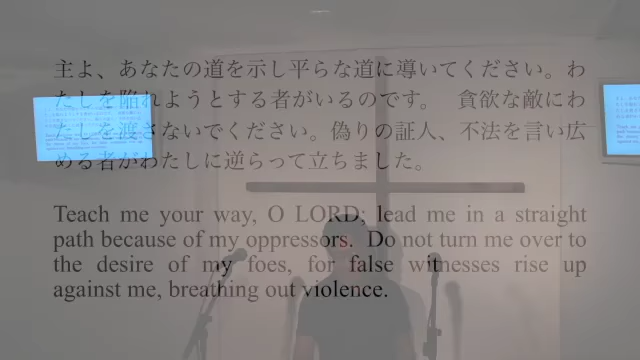 主よ、あなたの道を示し平らな道に導いてください。わ
たしを陥れようとする者がいるのです。 貪欲な敵にわ
たしを渡さないでください。偽りの証人、不法を言い広
める者がわたしに逆らって立ちました。
Teach me your way, O LORD; lead me in a straight
path because of my oppressors. Do not turn me over to
the desire of my foes, for false witnesses rise up
against me, breathing out violence.